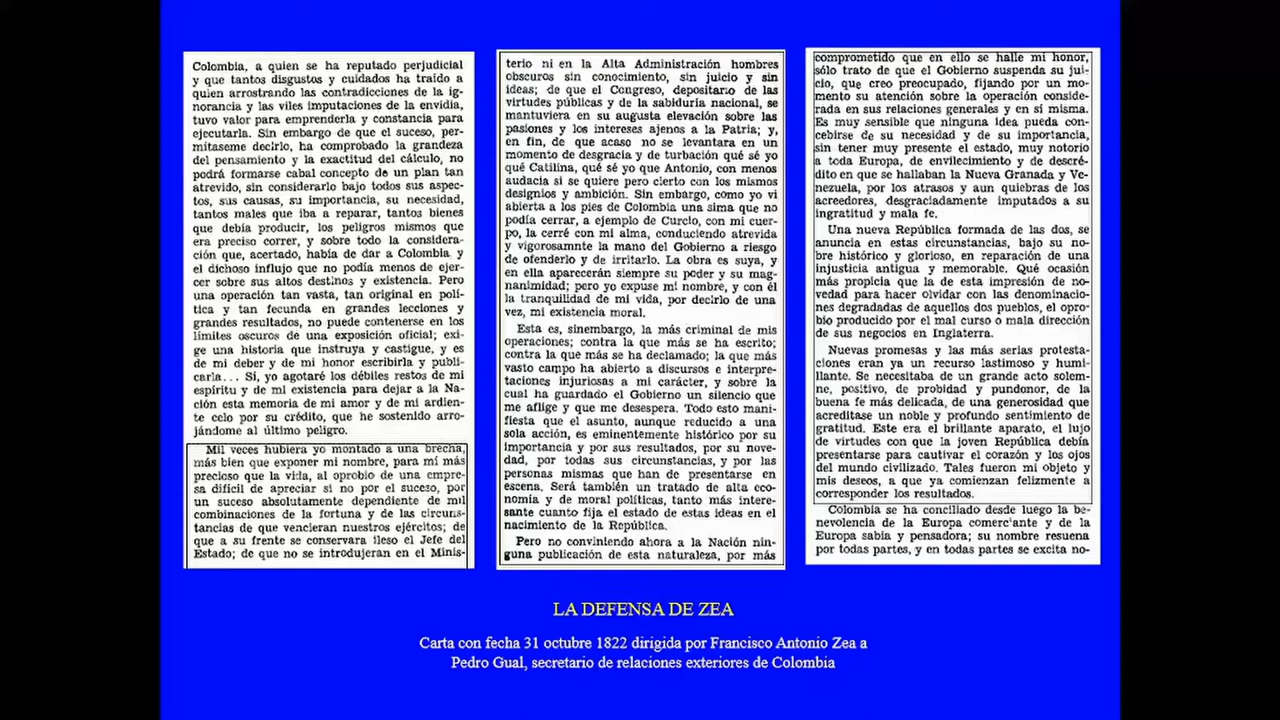 Colombia, a quien se ha reputado perjudicial
y que tantos disgustos y cuidados ha traído a
quien arrostrando las contradicciones de la ig-
norancia y las viles imputaciones de la envidia,
tuvo valor para emprenderla y constancia para
ejecutarla. Sin embargo de que el suceso, per-
mítaseme decirlo, ha comprobado la grandeza
del pensamiento y la exactitud del cálculo, no
podrá formarse cabal concepto de un plan tan
atrevido, sin considerarlo bajo todos sus aspec-
tos, sus causas, su importancia, su necesidad,
tantos males que iba a reparar, tantos bienes
que debía producir, los peligros mismos que
era preciso correr, y sobre todo la considera-
ción que, acertado, había de dar a Colombia y
el dichoso influjo que no podía menos de ejer-
cer sobre sus altos destinos y existencia. Pero
una operación tan vasta, tan original en polí-
tica y tan fecunda en grandes lecciones y
grandes resultados, no puede contenerse en los
límites oscuros de una exposición oficial; exi-
ge una historia que instruya y castigue, y es
de mi deber y de mi honor escribirla y publi-
carla... Sí, yo agotaré los débiles restos de mi
espíritu y de mi existencia para dejar a la Na-
ción esta memoria de mi amor y de mi ardien-
te celo por su crédito, que he sostenido arro-
jándome al último peligro.
Mil veces hubiera yo montado a una brecha,
más bien que exponer mi nombre, para mí más
precioso que la vida, al oprobio de una empre-
sa difícil de apreciar si no por el suceso, por
un suceso absolutamente dependiente de mil
combinaciones de la fortuna y de las circuns-
tancias de que vencieran nuestros ejércitos; de
que a su frente se conservara ileso el Jefe del
Estado; de que no se introdujeran en el Minis-
terio ni en la Alta Administración hombres
obscuros sin conocimiento, sin juicio y sin
ideas; de que el Congreso, depositario de las
virtudes públicas y de la sabiduría nacional, se
mantuviera en su augusta elevación sobre las
pasiones y los intereses ajenos a la Patria; y,
en fin, de que acaso no se levantara en un
momento de desgracia y de turbación qué sé yo
qué Catilina, qué sé yo que Antonio, con menos
audacia si se quiere pero cierto con los mismos
designios y ambición. Sin embargo, como yo vi
abierta a los pies de Colombia una sima que no
podía cerrar, a ejemplo de Curcio, con mi cuer-
po, la cerré con mi alma, conduciendo atrevida
y vigorosamnte la mano del Gobierno a riesgo
de ofenderlo y de irritarlo. La obra es suya, y
en ella aparecerán siempre su poder y su mag-
nanimidad; pero yo expuse mi nombre, y con él
la tranquilidad de mi vida, por decirlo de una
vez, mi existencia moral.
Esta es, sinembargo, la más criminal de mis
operaciones; contra la que más se ha escrito;
contra la que más se ha declamado; la que más
vasto campo ha abierto a discursos e interpre-
taciones injuriosas a mi carácter, y sobre la
cual ha guardado el Gobierno un silencio que
me aflige y que me desespera. Todo esto mani-
fiesta que el asunto, aunque reducido a una
sola acción, es eminentemente histórico por su
importancia y por sus resultados, por su nove-
dad, por todas sus circunstancias, y por las
personas mismas que han de presentarse en
escena. Será también un tratado de alta eco-
nomía y de moral políticas, tanto más intere-
sante cuanto fija el estado de estas ideas en el
nacimiento de la República.
Pero no conviniendo ahora a la Nación nin-
guna publicación de esta naturaleza, por más
comprometido que en ello se halle mi honor,
sólo trato de que el Gobierno suspenda su jui-
cio, que creo preocupado, fijando por un mo-
mento su atención sobre la operación conside-
rada en sus relaciones generales y en sí misma.
Es muy sensible que ninguna idea pueda con-
cebirse de su necesidad y de su importancia,
sin tener muy presente el estado, muy notorio
a toda Europa, de envilecimiento y de descré-
dito en que se hallaban la Nueva Granada y Ve-
nezuela, por los atrasos y aun quiebras de los
acreedores, desgraciadamente imputados a su
ingratitud y mala fe.
Una nueva República formada de las dos, se
anuncia en estas circunstancias, bajo su no-
bre histórico y glorioso, en reparación de una
injusticia antigua y memorable. Qué ocasión
más propicia que la de esta impresión de no-
vedad para hacer olvidar con las denominacio-
nes degradadas de aquellos dos pueblos, el opro-
bio producido por el mal curso o mala dirección
de sus negocios en Inglaterra.
Nuevas promesas y las más serias protesta-
ciones eran ya un recurso lastimoso y humi-
llante. Se necesitaba de un grande acto solem-
ne, positivo, de probidad y pundonor, de la
buena fe más delicada, de una generosidad que
acreditase un noble y profundo sentimiento de
gratitud. Este era el brillante aparato, el lujo
de virtudes con que la joven República debía
presentarse para cautivar el corazón y los ojos
del mundo civilizado. Tales fueron mi objeto y
mis deseos, a que ya comienzan felizmente a
corresponder los resultados.
Colombia se ha conciliado desde luego la be-
nevolencia de la Europa comerciante y de la
Europa sabia y pensadora; su nombre resuena
por todas partes, y en todas partes se excita no-
LA DEFENSA DE ZEA
Carta con fecha 31 octubre 1822 dirigida por Francisco Antonio Zea a
Pedro Gual, secretario de relaciones exteriores de Colombia